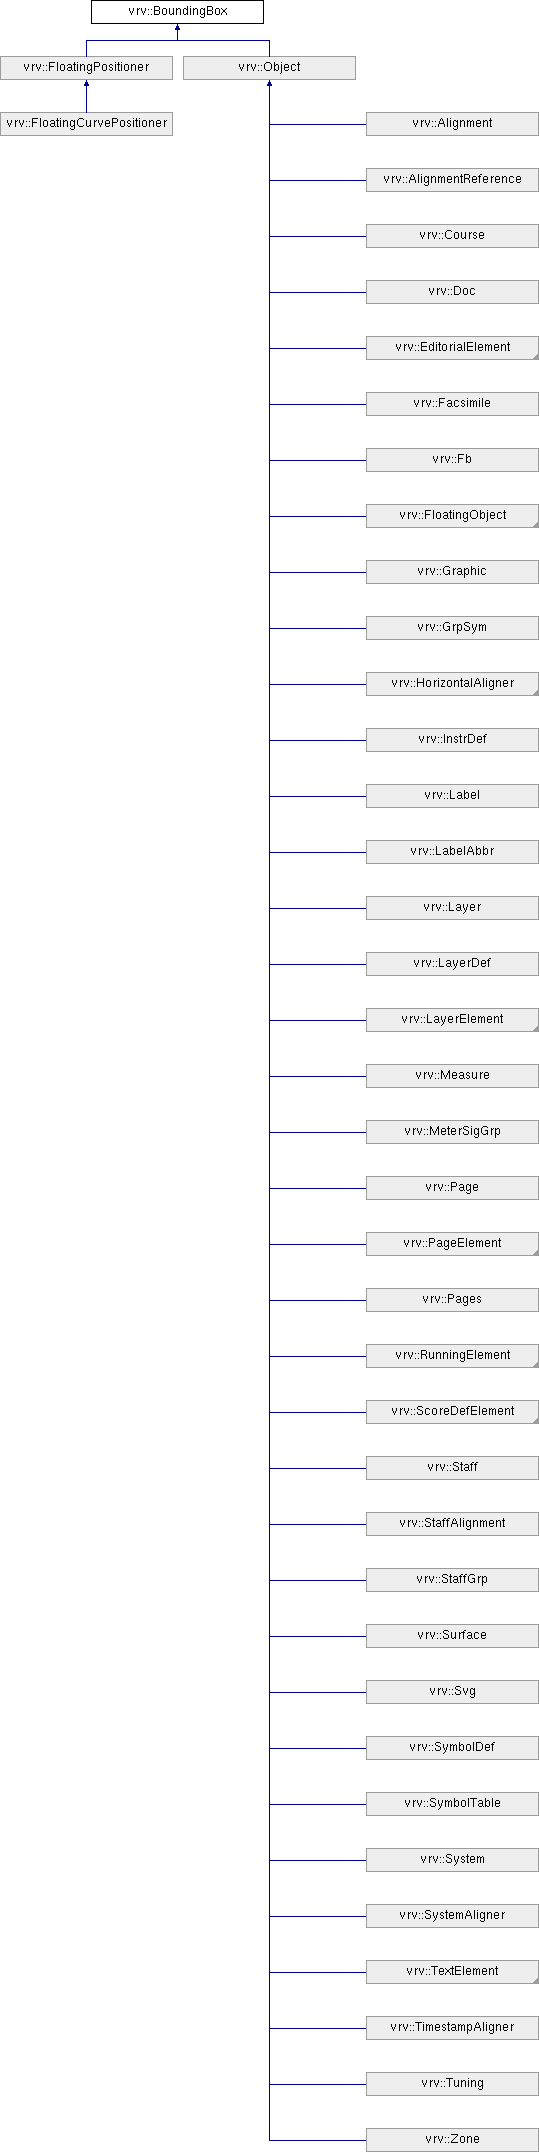 vrv::BoundingBox
vrv::FloatingPositioner
vrv::Object
vrv::FloatingCurvePositioner
vrv::Alignment
vrv::AlignmentReference
vrv::Course
vrv::Doc
vrv::EditorialElement
vrv::Facsimile
vrv::Fb
vrv::FloatingObject
vrv::Graphic
vrv::GrpSym
vrv::HorizontalAligner
vrv::InstrDef
vrv::Label
vrv::LabelAbbr
vrv::Layer
vrv::LayerDef
vrv::LayerElement
vrv::Measure
vrv::MeterSigGrp
vrv::Page
vrv::PageElement
vrv::Pages
vrv::RunningElement
vrv::ScoreDefElement
vrv::Staff
vrv::StaffAlignment
vrv::StaffGrp
vrv::Surface
vrv::Svg
vrv::SymbolDef
vrv::SymbolTable
vrv::System
vrv::SystemAligner
vrv::TextElement
vrv::TimestampAligner
vrv::Tuning
vrv::Zone